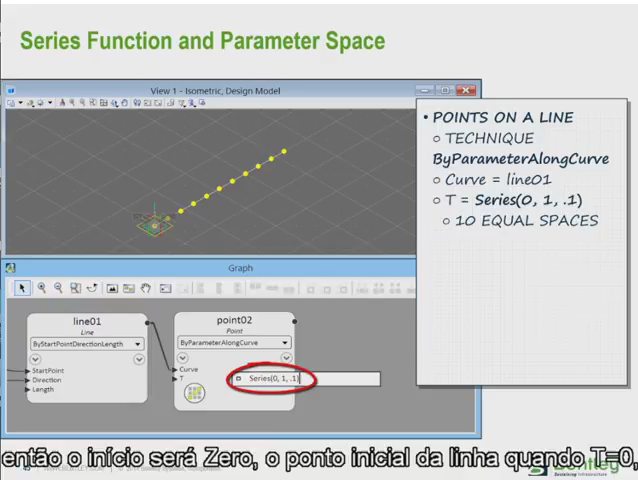 Series Function and Parameter Space
View 1 - Isometric, Design Model
• POINTS ON A LINE
TECHNIQUE
ByParameterAlongCurve
Curve = line01
T = Series(0, 1, .1)
10 EQUAL SPACES
Graph
line01
Line
ByStartPointDirectionLength
StartPoint
Direction
Length
point02
Point
ByParameterAlongCurve
Curve
T
Series(0, 1, .1)
então o início será Zero, o ponto inicial da linha quando T=0,